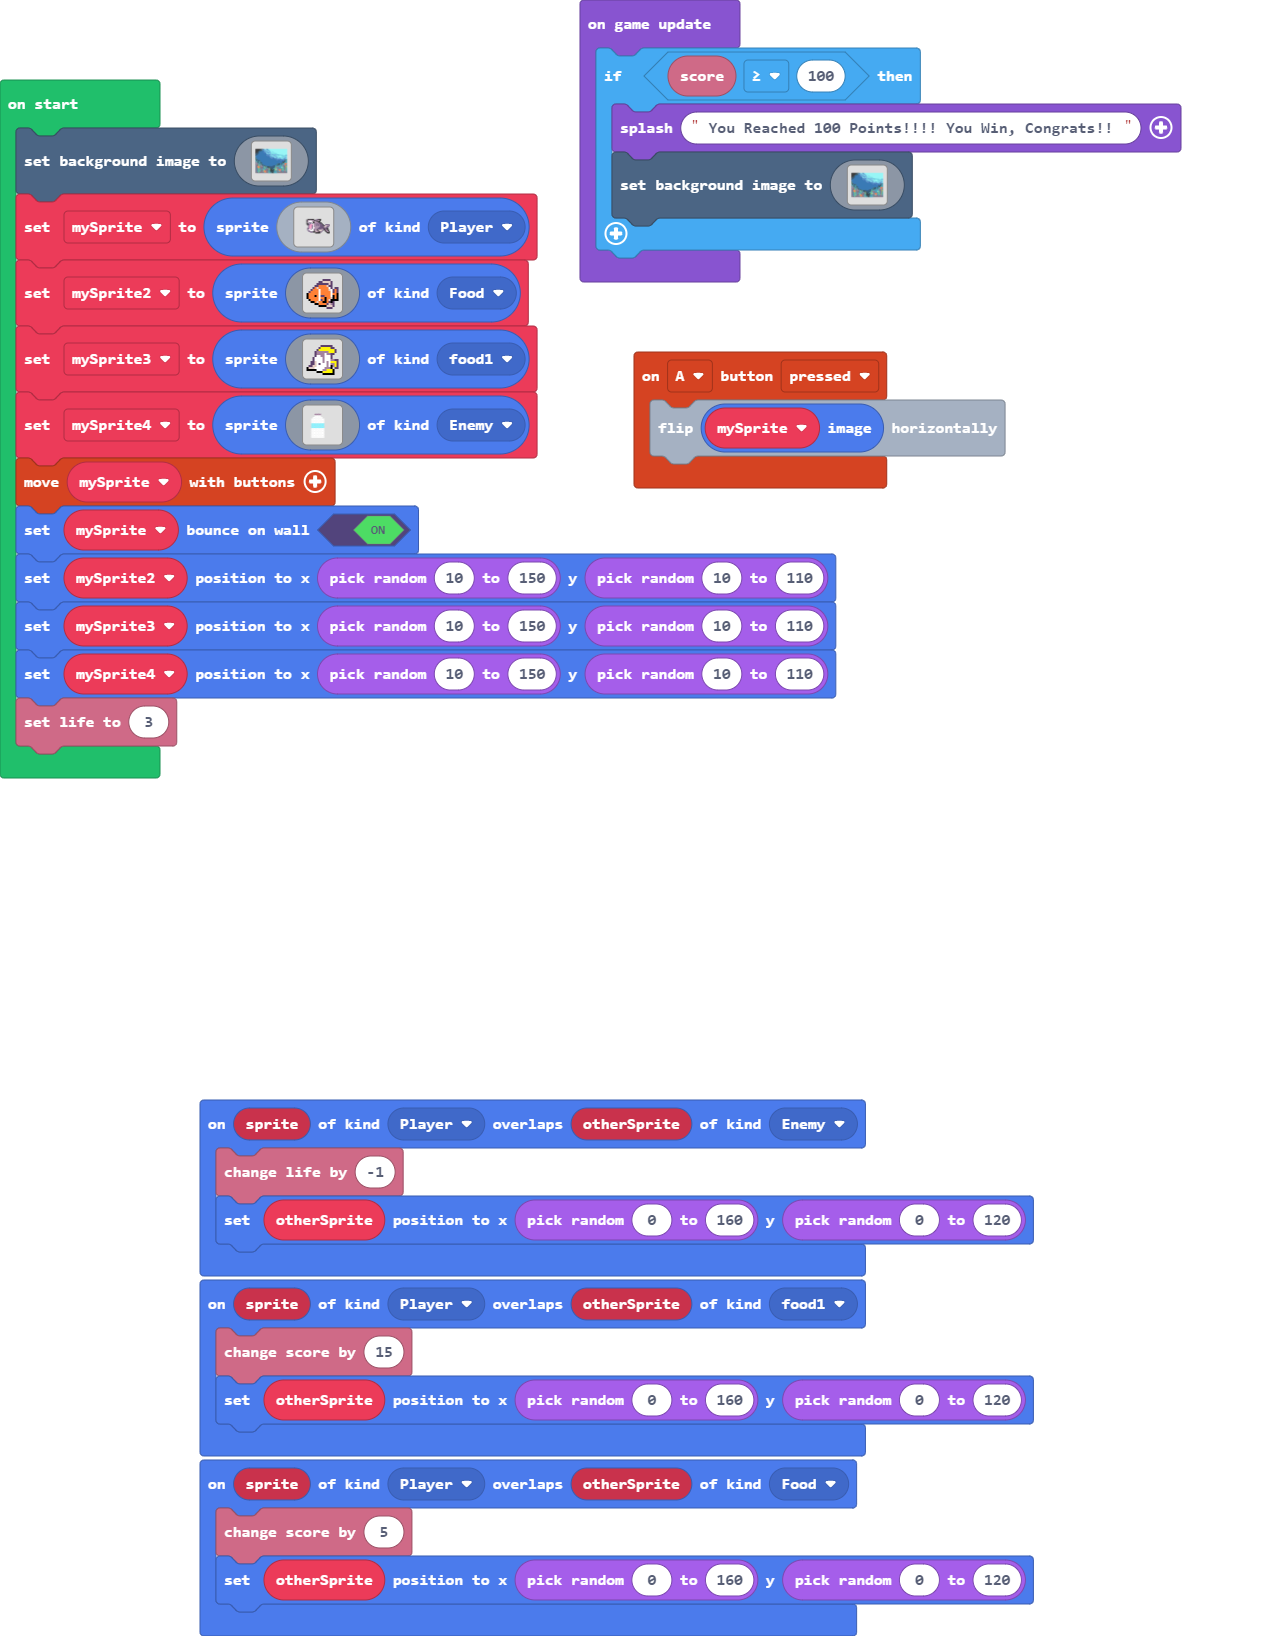 on start
set background image to
set mySprite to sprite of kind Player
set mySprite2 to sprite of kind Food
set mySprite3 to sprite of kind food1
set mySprite4 to sprite of kind Enemy
move mySprite with buttons
set mySprite bounce on wall ON
set mySprite2 position to x pick random 10 to 150 y pick random 10 to 110
set mySprite3 position to x pick random 10 to 150 y pick random 10 to 110
set mySprite4 position to x pick random 10 to 150 y pick random 10 to 110
set life to 3
on game update
if score ≥ 100 then
splash " You Reached 100 Points!!!! You Win, Congrats!! "
set background image to
on A button pressed
flip mySprite image horizontally
on sprite of kind Player overlaps otherSprite of kind Enemy
change life by -1
set otherSprite position to x pick random 0 to 160 y pick random 0 to 120
on sprite of kind Player overlaps otherSprite of kind food1
change score by 15
set otherSprite position to x pick random 0 to 160 y pick random 0 to 120
on sprite of kind Player overlaps otherSprite of kind Food
change score by 5
set otherSprite position to x pick random 0 to 160 y pick random 0 to 120